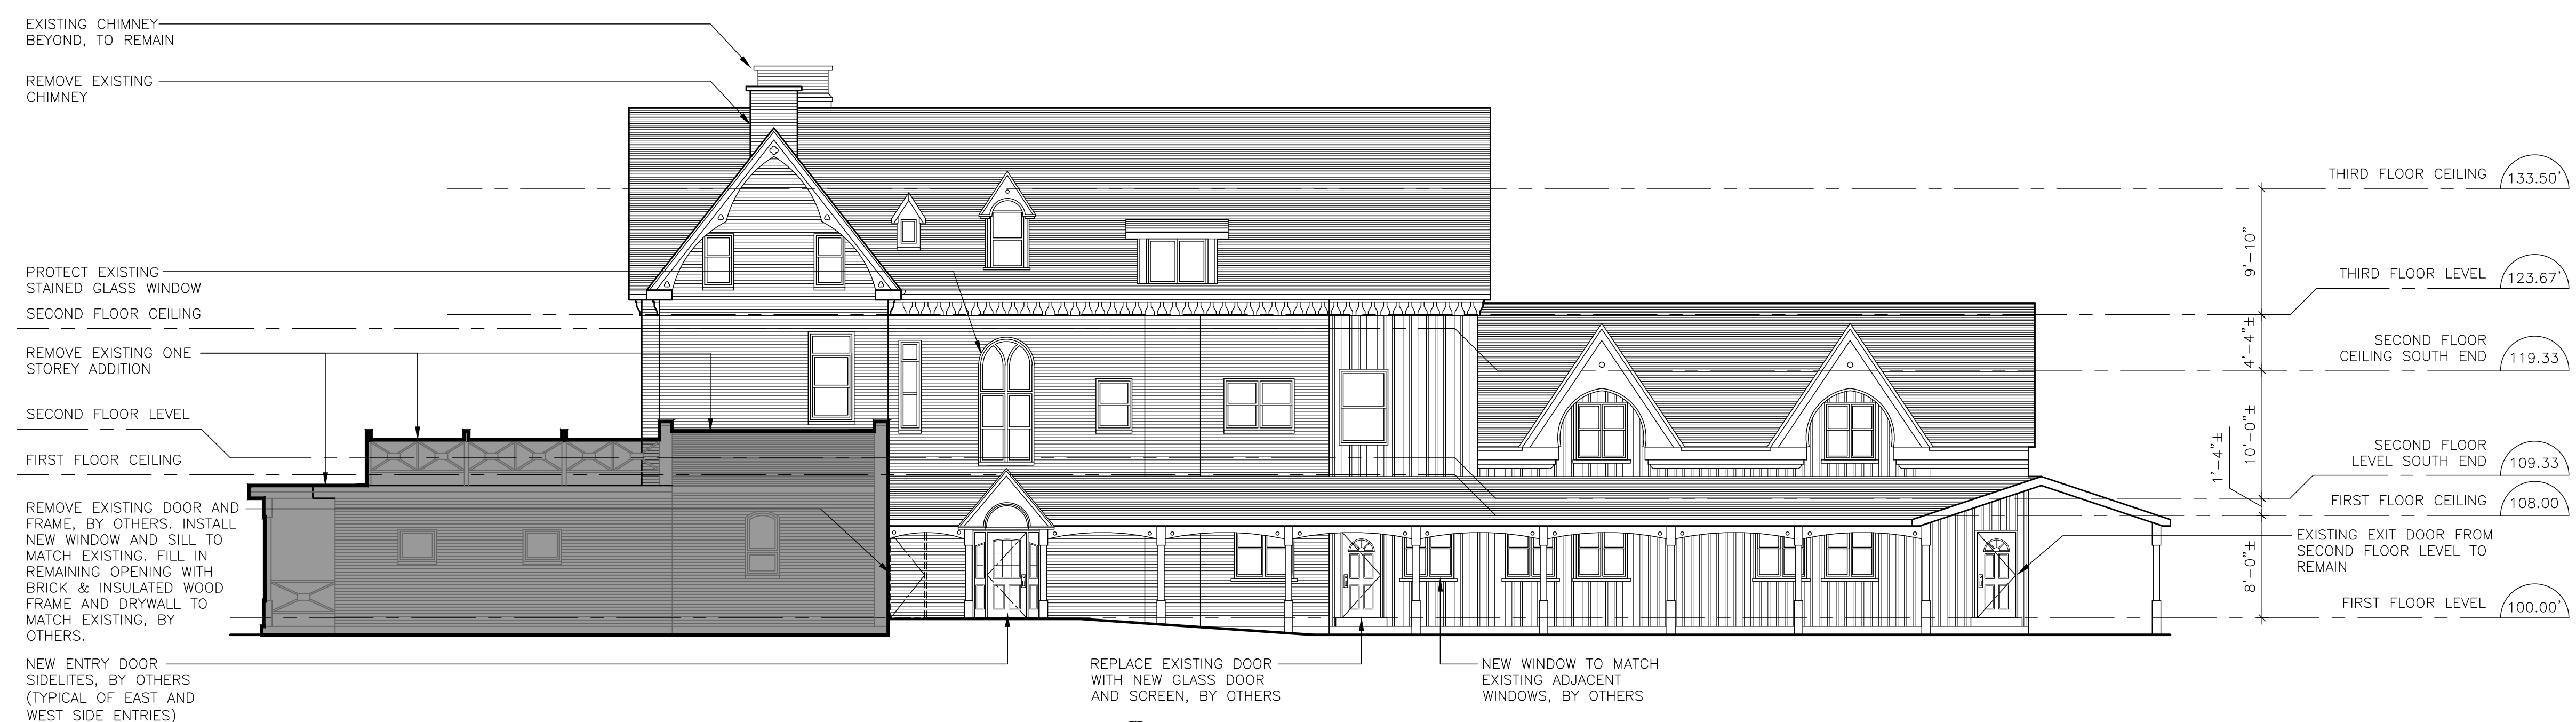 EXISTING CHIMNEY
BEYOND, TO REMAIN
REMOVE EXISTING
CHIMNEY
PROTECT EXISTING
STAINED GLASS WINDOW
SECOND FLOOR CEILING
REMOVE EXISTING ONE
STOREY ADDITION
SECOND FLOOR LEVEL
FIRST FLOOR CEILING
REMOVE EXISTING DOOR AND
FRAME, BY OTHERS. INSTALL
NEW WINDOW AND SILL TO
MATCH EXISTING. FILL IN
REMAINING OPENING WITH
BRICK & INSULATED WOOD
FRAME AND DRYWALL TO
MATCH EXISTING, BY
OTHERS.
NEW ENTRY DOOR
SIDELITES, BY OTHERS
(TYPICAL OF EAST AND
WEST SIDE ENTRIES)
REPLACE EXISTING DOOR
WITH NEW GLASS DOOR
AND SCREEN, BY OTHERS
NEW WINDOW TO MATCH
EXISTING ADJACENT
WINDOWS, BY OTHERS
THIRD FLOOR CEILING 133.50'
9'-10"
THIRD FLOOR LEVEL 123.67'
4'-4"±
SECOND FLOOR
CEILING SOUTH END 119.33
10'-0"±
SECOND FLOOR
LEVEL SOUTH END 109.33
1'-4"±
FIRST FLOOR CEILING 108.00
EXISTING EXIT DOOR FROM
SECOND FLOOR LEVEL TO
REMAIN
8'-0"±
FIRST FLOOR LEVEL 100.00'